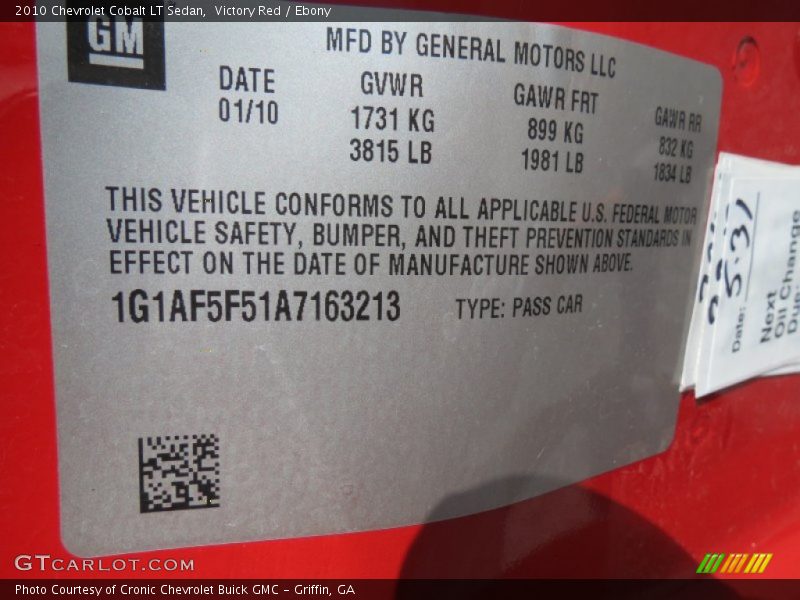 2010 Chevrolet Cobalt LT Sedan, Victory Red / Ebony
GM
MFD BY GENERAL MOTORS LLC
DATE GVWR GAWR FRT GAWR RR
01/10 1731 KG 899 KG 832 KG
3815 LB 1981 LB 1834 LB
THIS VEHICLE CONFORMS TO ALL APPLICABLE U.S. FEDERAL MOTOR
VEHICLE SAFETY, BUMPER, AND THEFT PREVENTION STANDARDS IN
EFFECT ON THE DATE OF MANUFACTURE SHOWN ABOVE.
1G1AF5F51A7163213 TYPE: PASS CAR
Date:
Next
Oil Change
Due:
GTCARLOT.COM
Photo Courtesy of Cronic Chevrolet Buick GMC – Griffin, GA